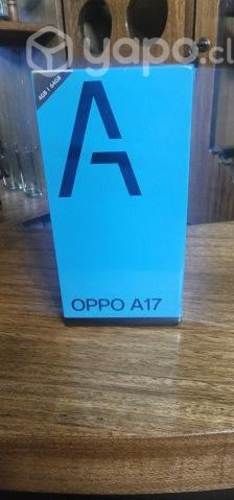 yapo.cl
4GB | 64GB
A
OPPO A17